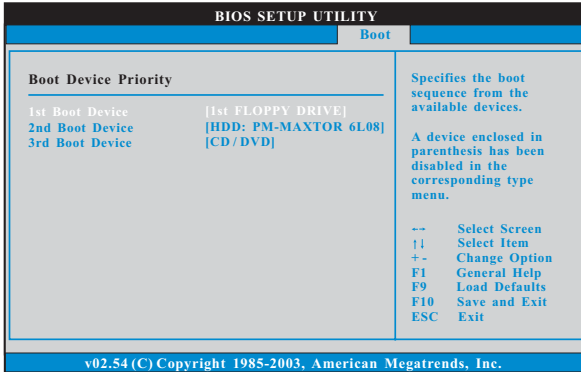 BIOS SETUP UTILITY
Boot
Boot Device Priority
1st Boot Device [1st FLOPPY DRIVE]
2nd Boot Device [HDD: PM-MAXTOR 6L08]
3rd Boot Device [CD/DVD]
Specifies the boot
sequence from the
available devices.
A device enclosed in
parenthesis has been
disabled in the
corresponding type
menu.
←→ Select Screen
↑↓ Select Item
+- Change Option
F1 General Help
F9 Load Defaults
F10 Save and Exit
ESC Exit
v02.54 (C) Copyright 1985-2003, American Megatrends, Inc.